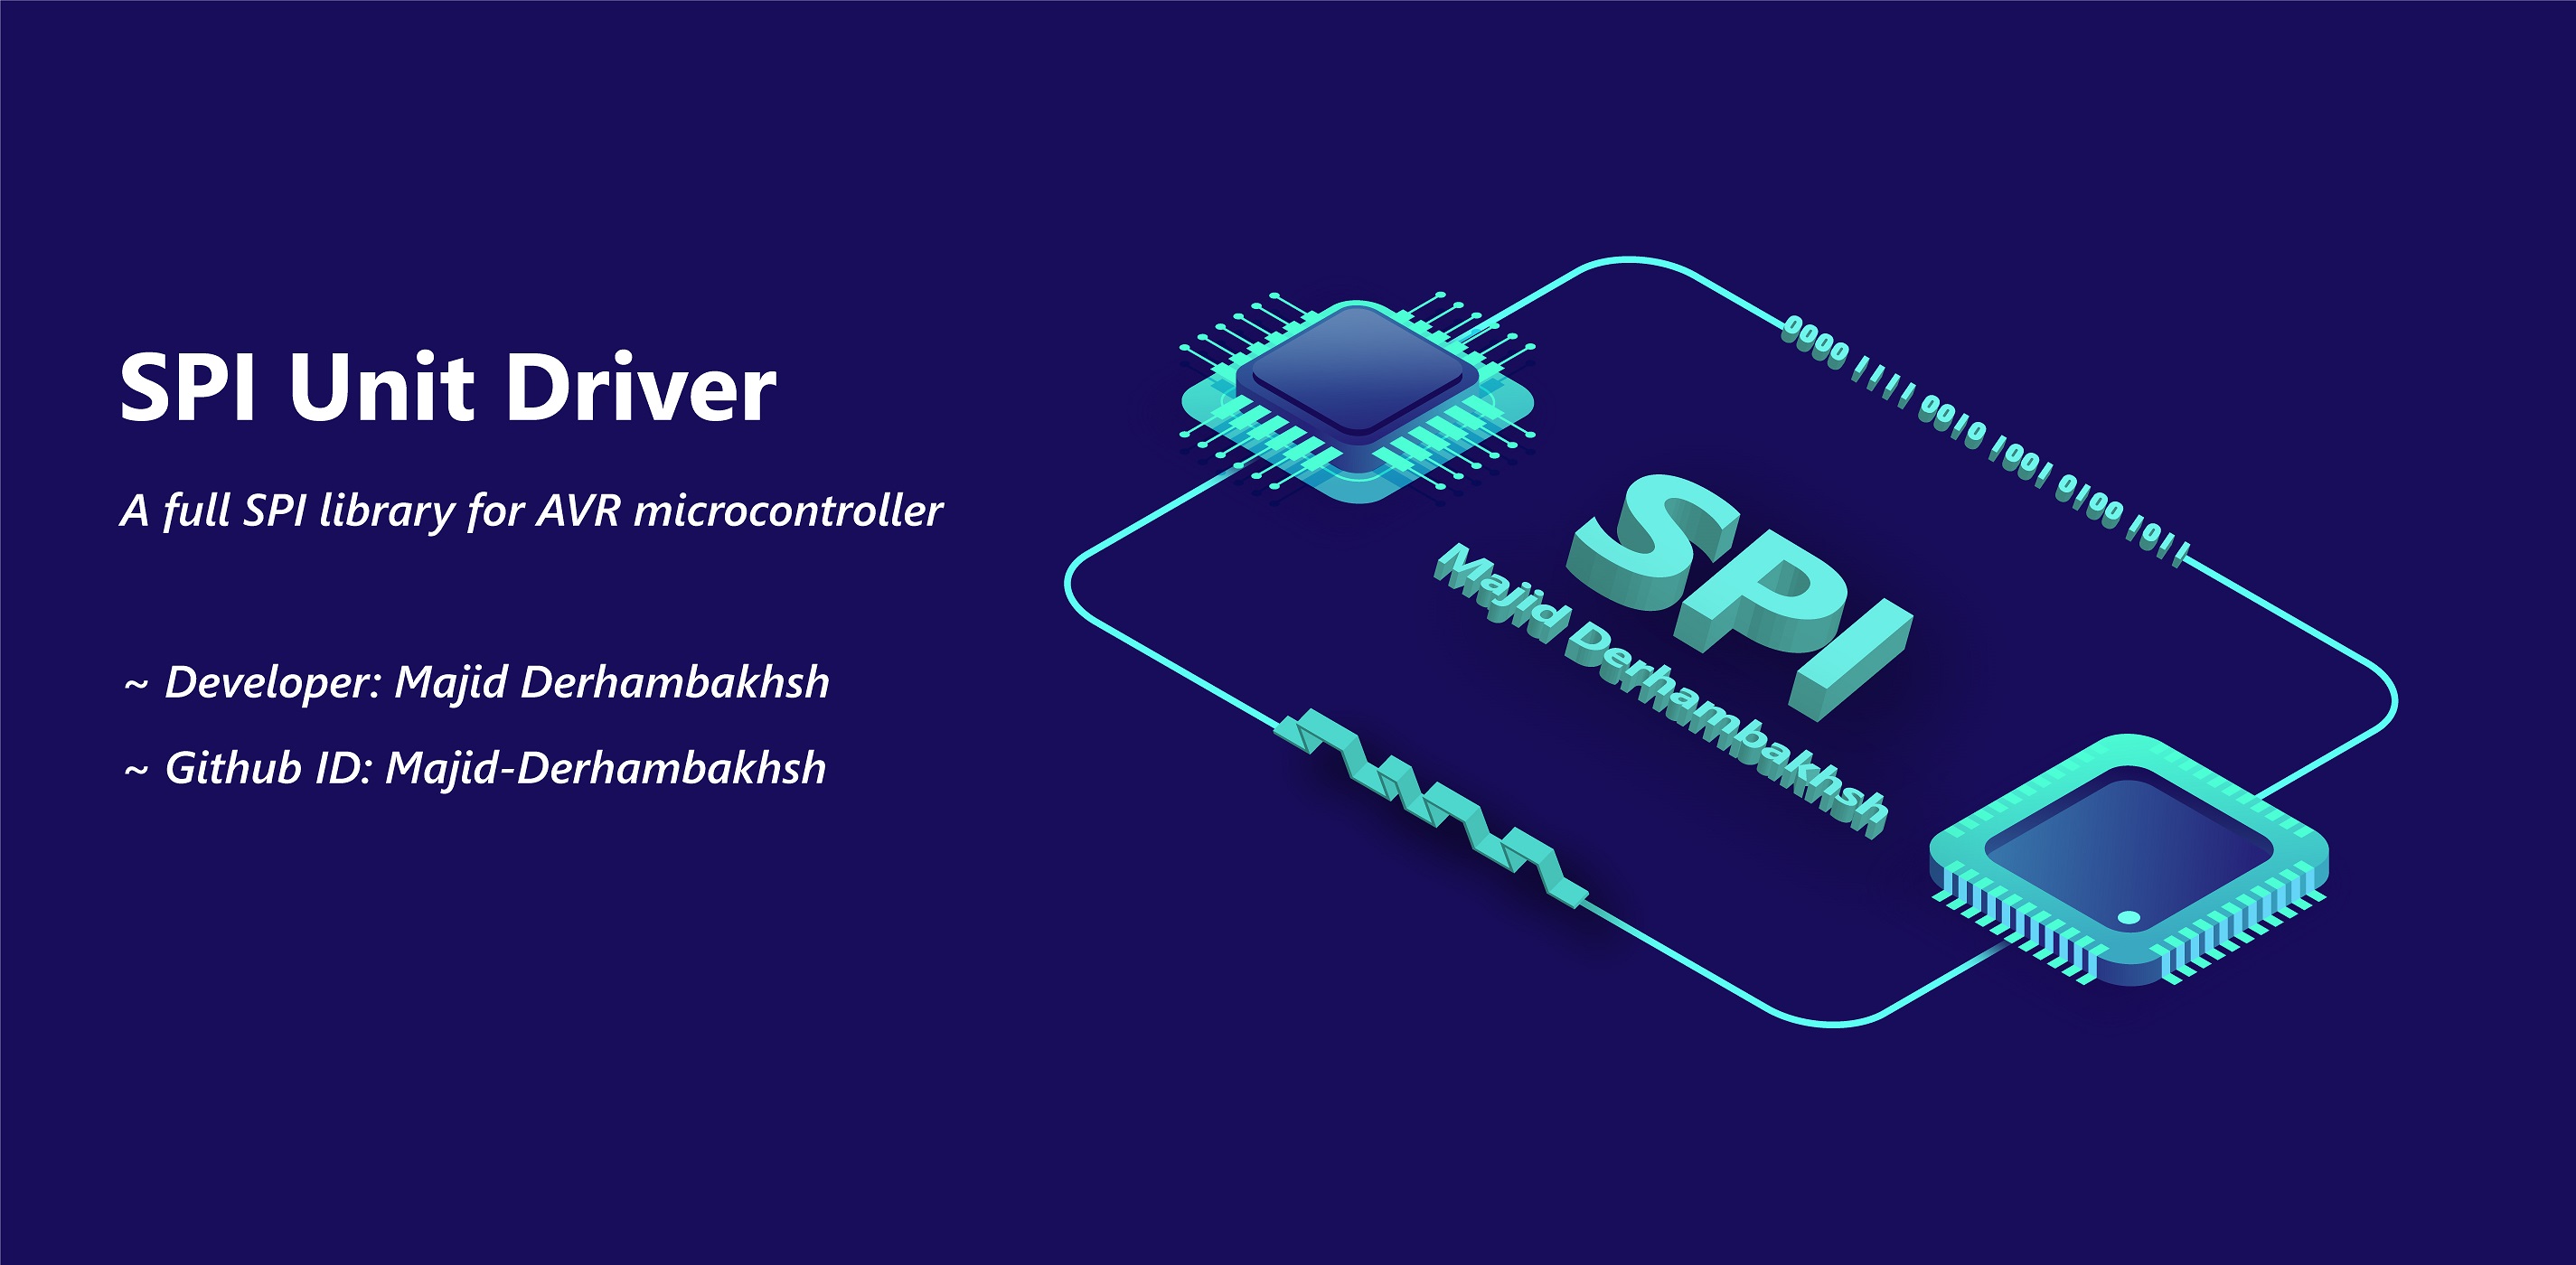 SPI Unit Driver
A full SPI library for AVR microcontroller
~ Developer: Majid Derhambakhsh
~ Github ID: Majid-Derhambakhsh
0000 1111 0010 1001 0100 1011
SPI
Majid Derhambakhsh